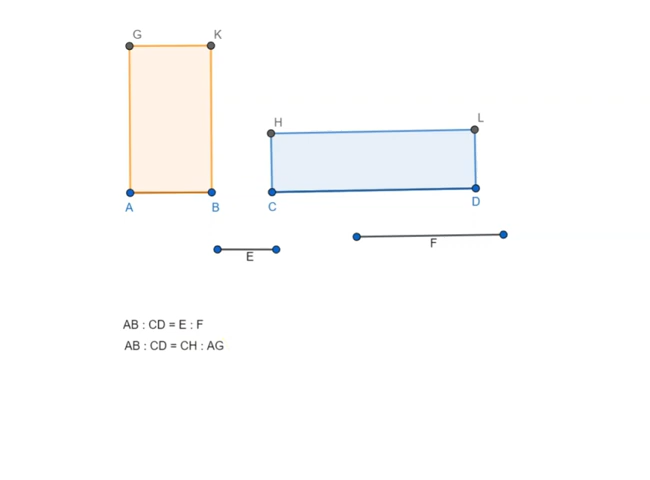 G K
H L
A B C D
E F
AB : CD = E : F
AB : CD = CH : AG